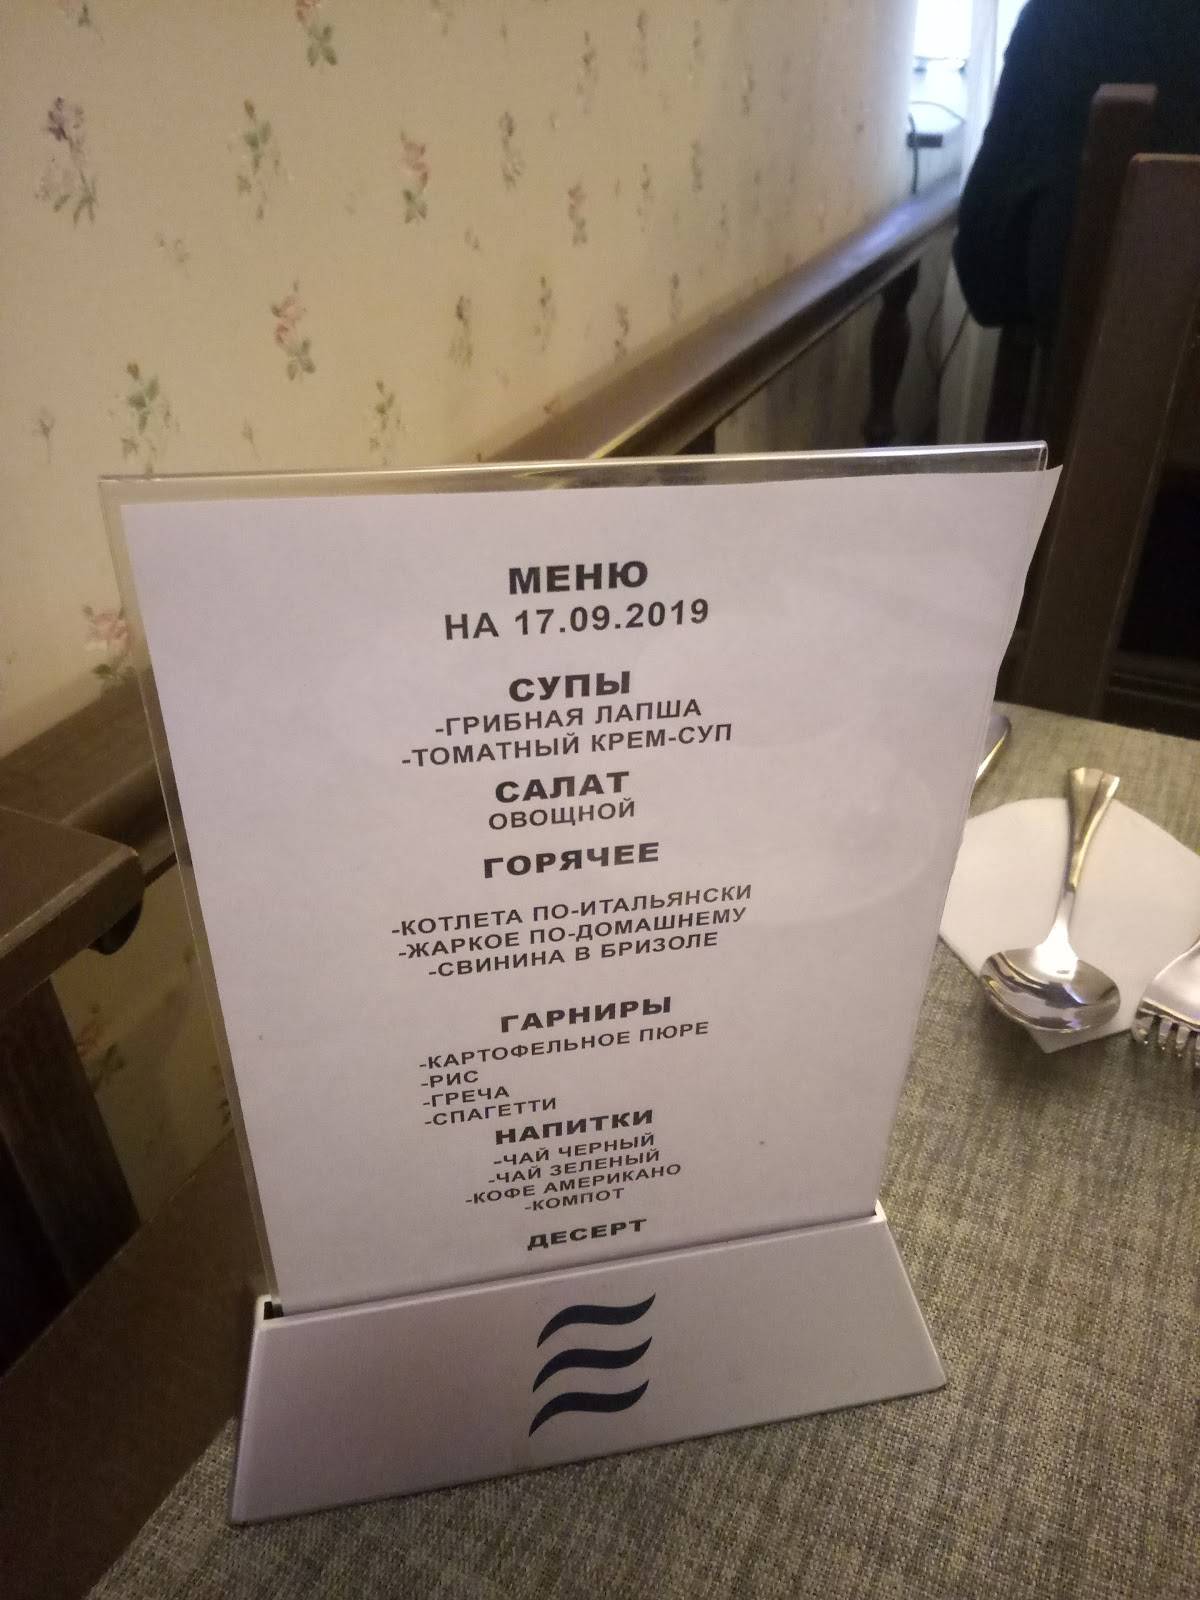 МЕНЮ
НА 17.09.2019
СУПЫ
-ГРИБНАЯ ЛАПША
-ТОМАТНЫЙ КРЕМ-СУП
САЛАТ
ОВОЩНОЙ
ГОРЯЧЕЕ
-КОТЛЕТА ПО-ИТАЛЬЯНСКИ
-ЖАРКОЕ ПО-ДОМАШНЕМУ
-СВИНИНА В БРИЗОЛЕ
ГАРНИРЫ
-КАРТОФЕЛЬНОЕ ПЮРЕ
-РИС
-ГРЕЧА
-СПАГЕТТИ
НАПИТКИ
-ЧАЙ ЧЕРНЫЙ
-ЧАЙ ЗЕЛЕНЫЙ
-КОФЕ АМЕРИКАНО
-КОМПОТ
ДЕСЕРТ